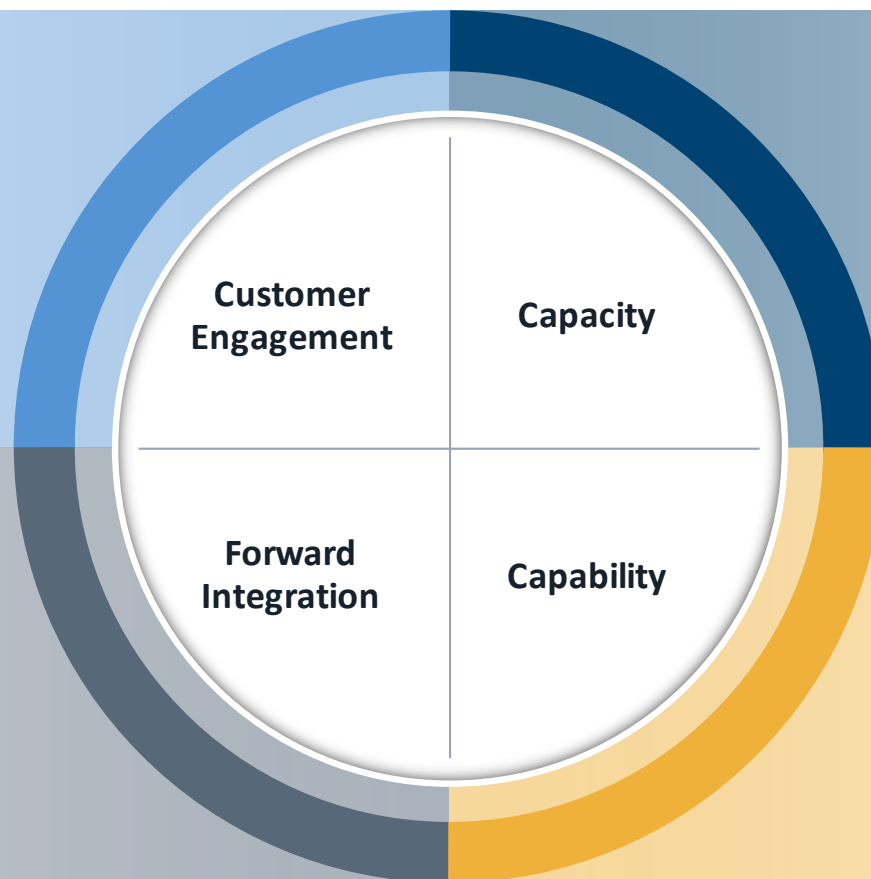 Customer
Engagement
Capacity
Forward
Integration
Capability